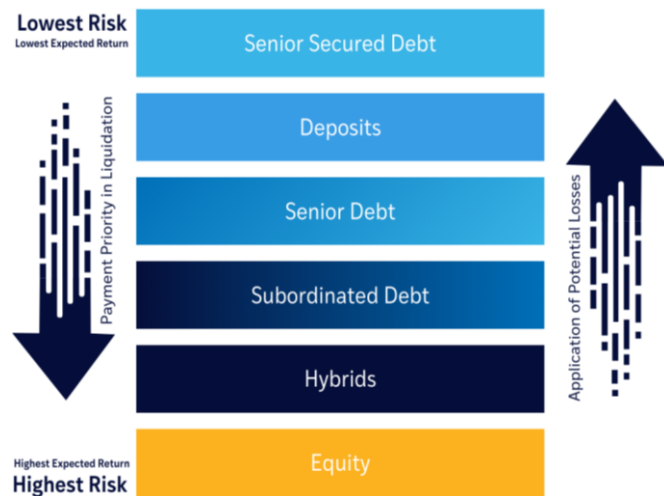 Lowest Risk
Lowest Expected Return
Senior Secured Debt
Deposits
Payment Priority in Liquidation
Senior Debt
Application of Potential Losses
Subordinated Debt
Hybrids
Equity
Highest Expected Return
Highest Risk